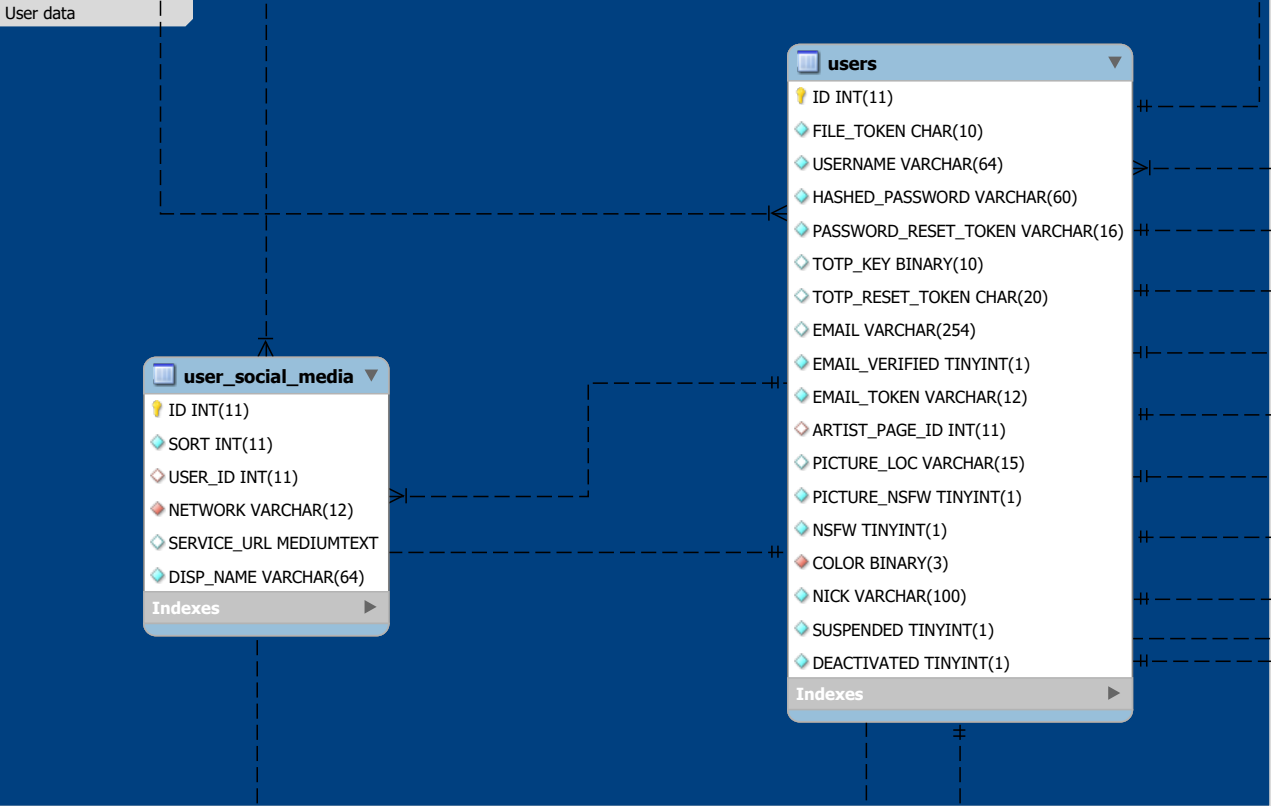 User data
users
ID INT(11)
FILE_TOKEN CHAR(10)
USERNAME VARCHAR(64)
HASHED_PASSWORD VARCHAR(60)
PASSWORD_RESET_TOKEN VARCHAR(16)
TOTP_KEY BINARY(10)
TOTP_RESET_TOKEN CHAR(20)
EMAIL VARCHAR(254)
EMAIL_VERIFIED TINYINT(1)
EMAIL_TOKEN VARCHAR(12)
ARTIST_PAGE_ID INT(11)
PICTURE_LOC VARCHAR(15)
PICTURE_NSFW TINYINT(1)
NSFW TINYINT(1)
COLOR BINARY(3)
NICK VARCHAR(100)
SUSPENDED TINYINT(1)
DEACTIVATED TINYINT(1)
Indexes
user_social_media
ID INT(11)
SORT INT(11)
USER_ID INT(11)
NETWORK VARCHAR(12)
SERVICE_URL MEDIUMTEXT
DISP_NAME VARCHAR(64)
Indexes